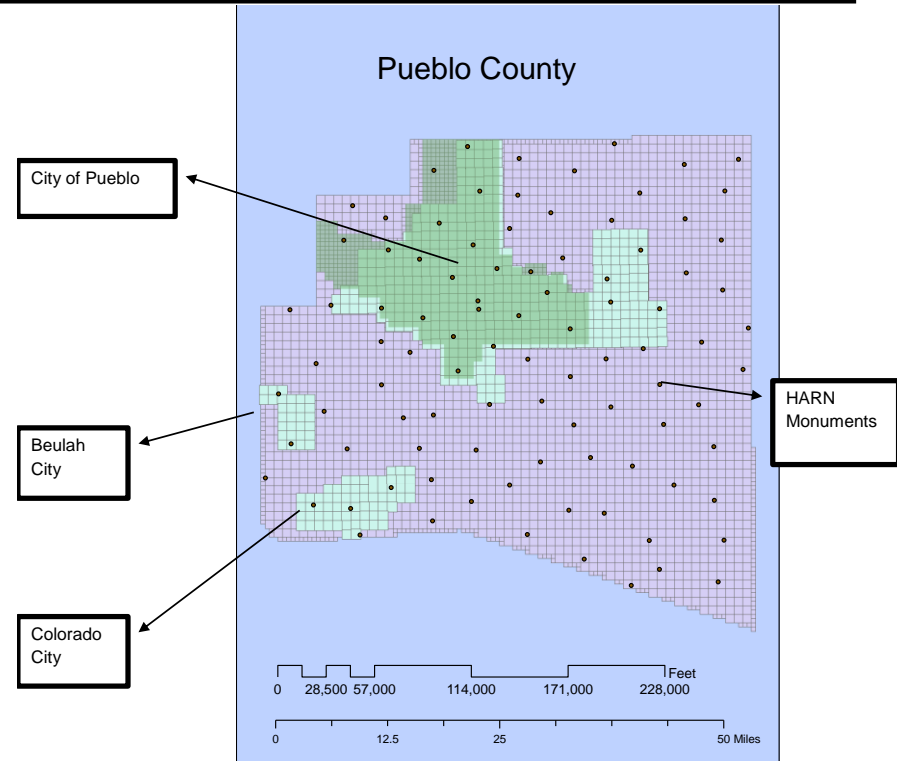 Pueblo County
City of Pueblo
HARN
Monuments
Beulah
City
Colorado
City
Feet
0 28,500 57,000 114,000 171,000 228,000
0 12.5 25 50 Miles